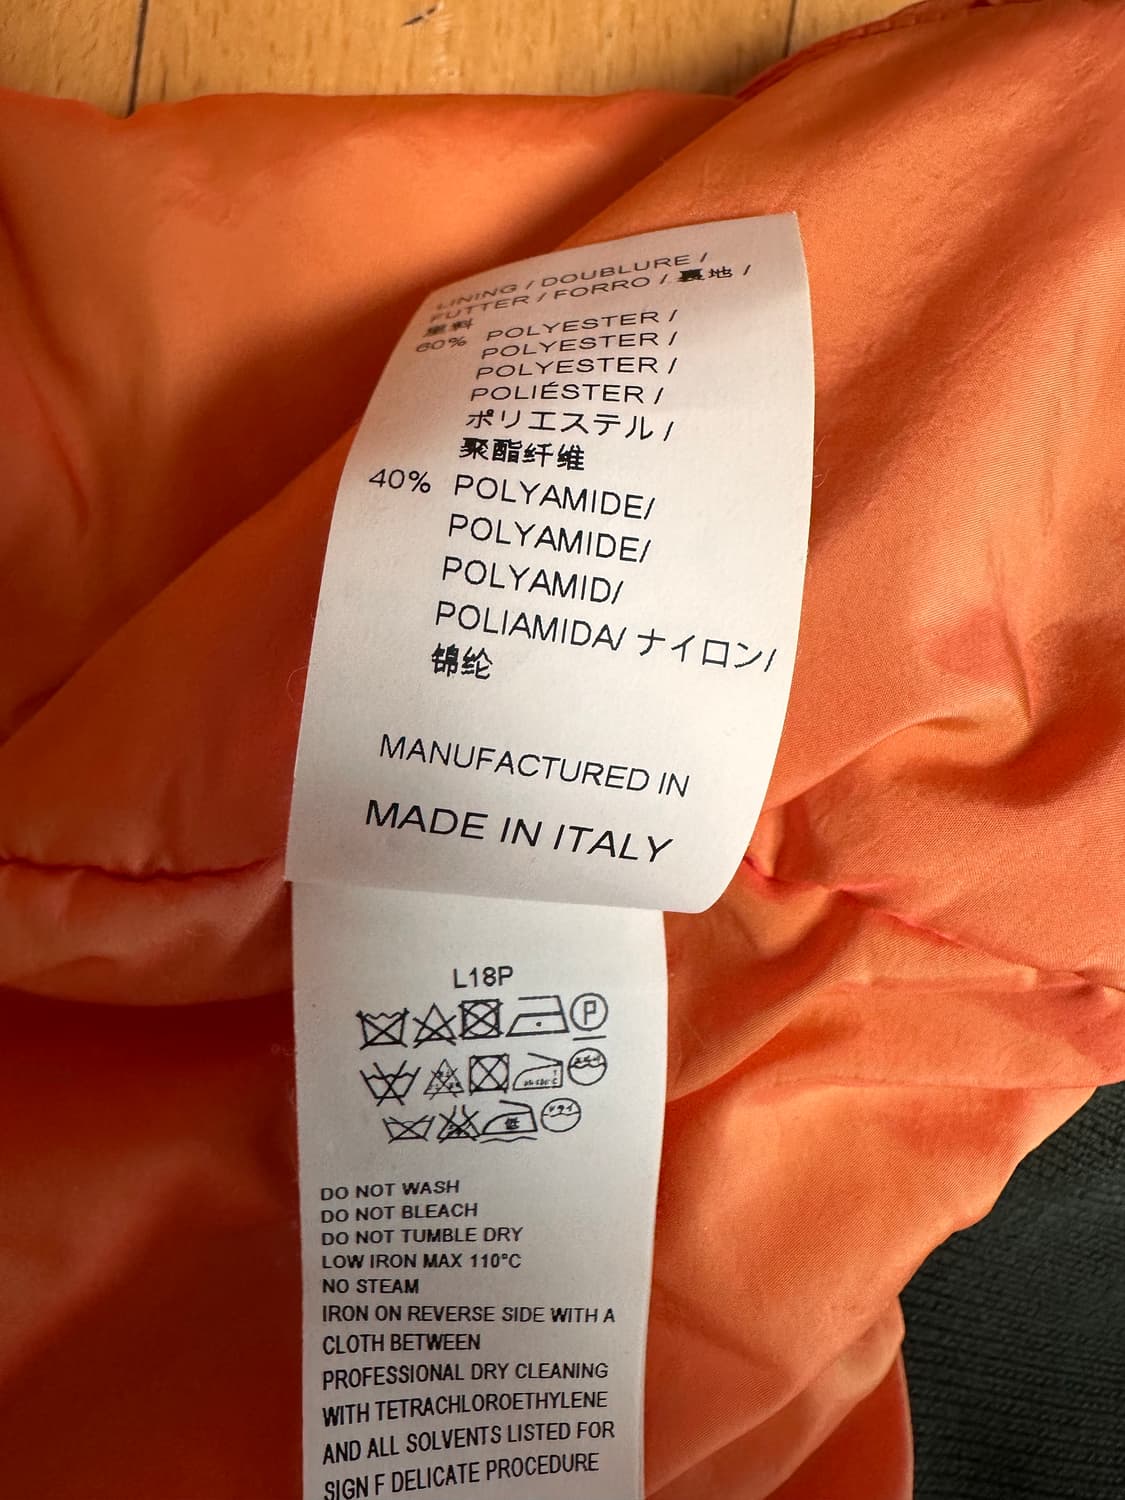 LINING / DOUBLURE /
FUTTER / FORRO / 裏地 /
里料
60% POLYESTER /
POLYESTER /
POLYESTER /
POLIÉSTER /
ポリエステル /
聚酯纤维
40% POLYAMIDE/
POLYAMIDE/
POLYAMID/
POLIAMIDA/ ナイロン/
锦纶
MANUFACTURED IN
MADE IN ITALY
L18P
P
低
ドライ
DO NOT WASH
DO NOT BLEACH
DO NOT TUMBLE DRY
LOW IRON MAX 110°C
NO STEAM
IRON ON REVERSE SIDE WITH A
CLOTH BETWEEN
PROFESSIONAL DRY CLEANING
WITH TETRACHLOROETHYLENE
AND ALL SOLVENTS LISTED FOR
SIGN F DELICATE PROCEDURE